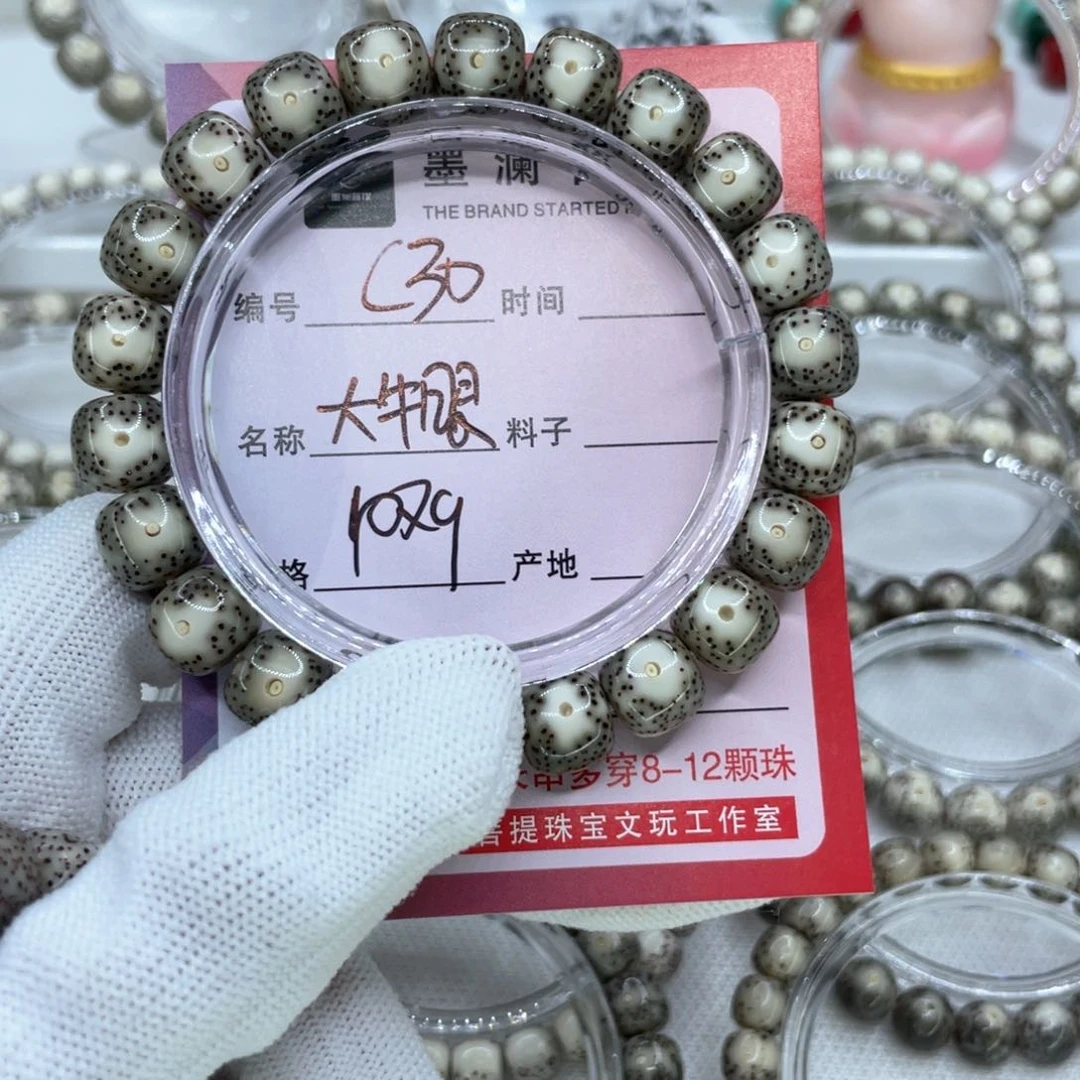 墨澜
THE BRAND STARTED
编号 C30 时间
名称 大牛眼 料子
格 10x9 产地
多穿8-12颗珠
菩提珠宝文玩工作室